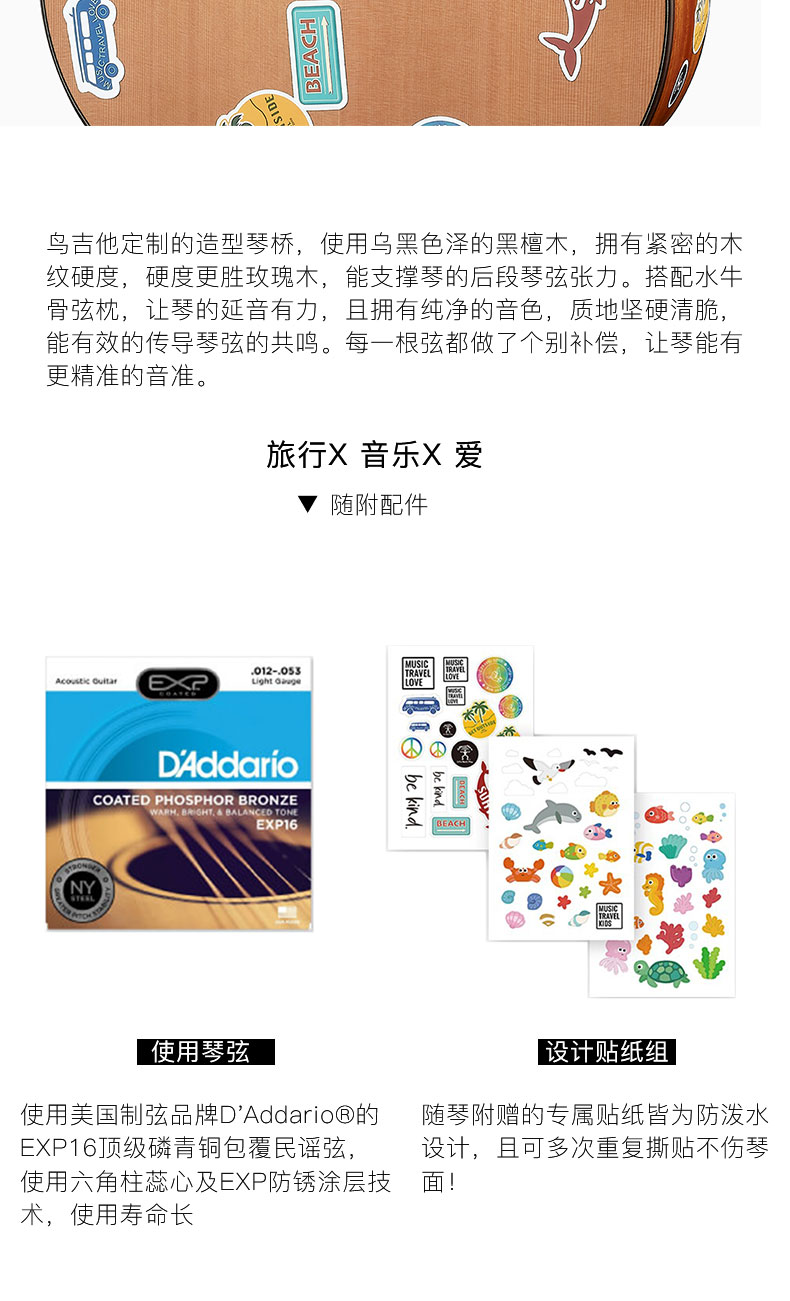 MUSIC TRAVEL LOVE
BEACH
SIDE
鸟吉他定制的造型琴桥，使用乌黑色泽的黑檀木，拥有紧密的木
纹硬度，硬度更胜玫瑰木，能支撑琴的后段琴弦张力。搭配水牛
骨弦枕，让琴的延音有力，且拥有纯净的音色，质地坚硬清脆，
能有效的传导琴弦的共鸣。每一根弦都做了个别补偿，让琴能有
更精准的音准。
旅行X 音乐X 爱
▼ 随附配件
Acoustic Guitar
EXP
COATED
.012-.053
Light Gauge
D'Addario
COATED PHOSPHOR BRONZE
WARM, BRIGHT, & BALANCED TONE
EXP16
STRONGER
NY
STEEL
GREATER PITCH STABILITY
MUSIC
TRAVEL
LOVE
MUSIC
TRAVEL
LOVE
MUSIC
TRAVEL
LOVE
be kind.
be kind.
BEACH
BEACH
MUSIC
TRAVEL
KIDS
使用琴弦
使用美国制弦品牌D'Addario®的
EXP16顶级磷青铜包覆民谣弦，
使用六角柱蕊心及EXP防锈涂层技
术，使用寿命长
设计贴纸组
随琴附赠的专属贴纸皆为防泼水
设计，且可多次重复撕贴不伤琴
面！